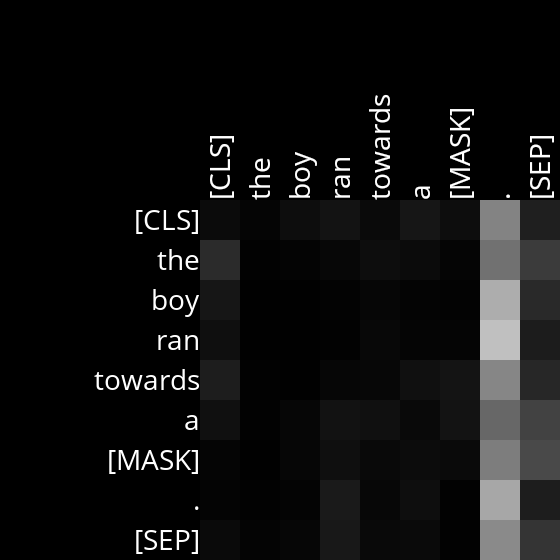 [CLS] the boy ran towards a [MASK] . [SEP]
[CLS]
the
boy
ran
towards
a
[MASK]
.
[SEP]